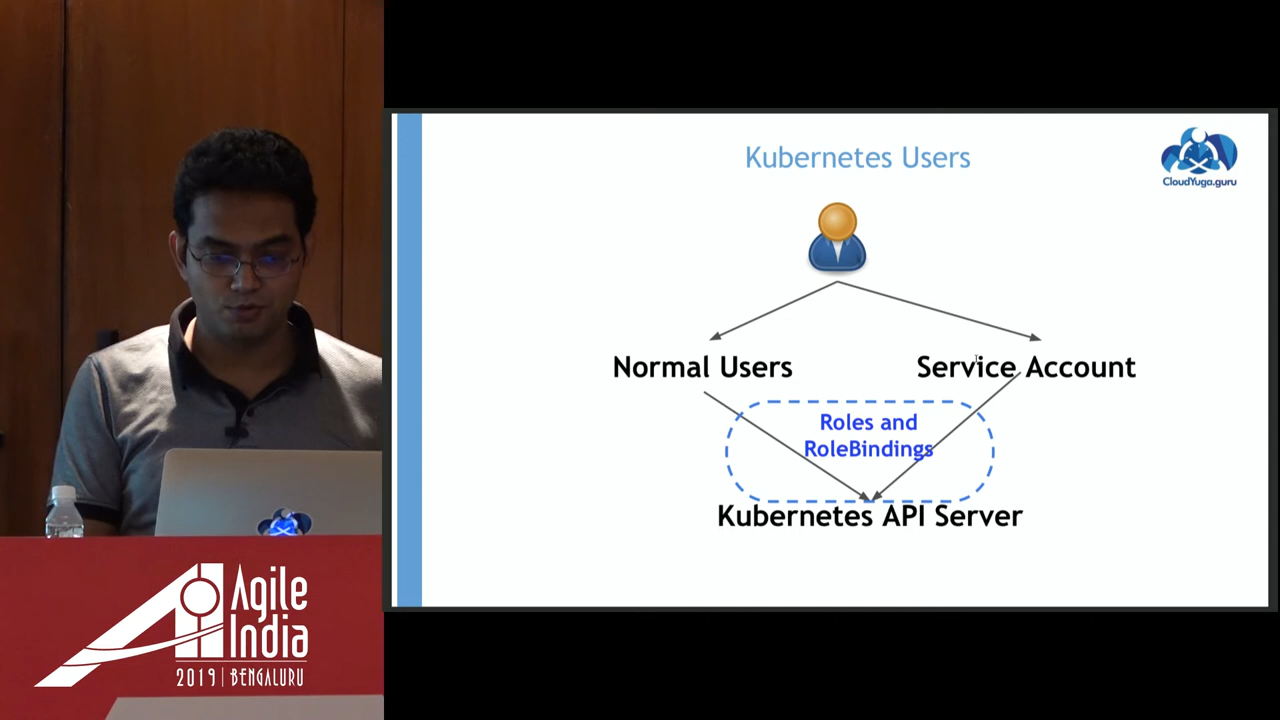 Kubernetes Users
CloudYuga.guru
Normal Users
Service Account
Roles and
RoleBindings
Kubernetes API Server
Agile
India
2019 | BENGALURU